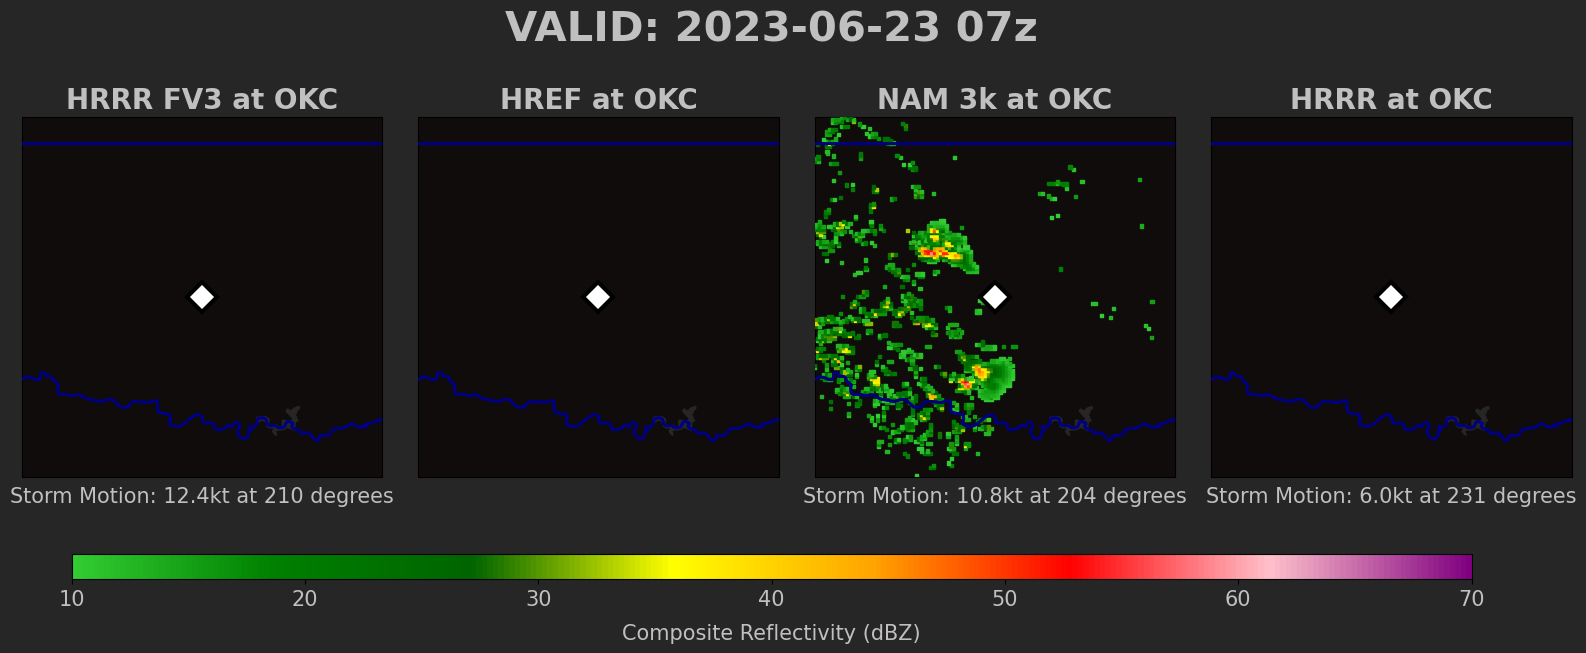 VALID: 2023-06-23 07z
HRRR FV3 at OKC
HREF at OKC
NAM 3k at OKC
HRRR at OKC
Storm Motion: 12.4kt at 210 degrees
Storm Motion: 10.8kt at 204 degrees
Storm Motion: 6.0kt at 231 degrees
10 20 30 40 50 60 70
Composite Reflectivity (dBZ)